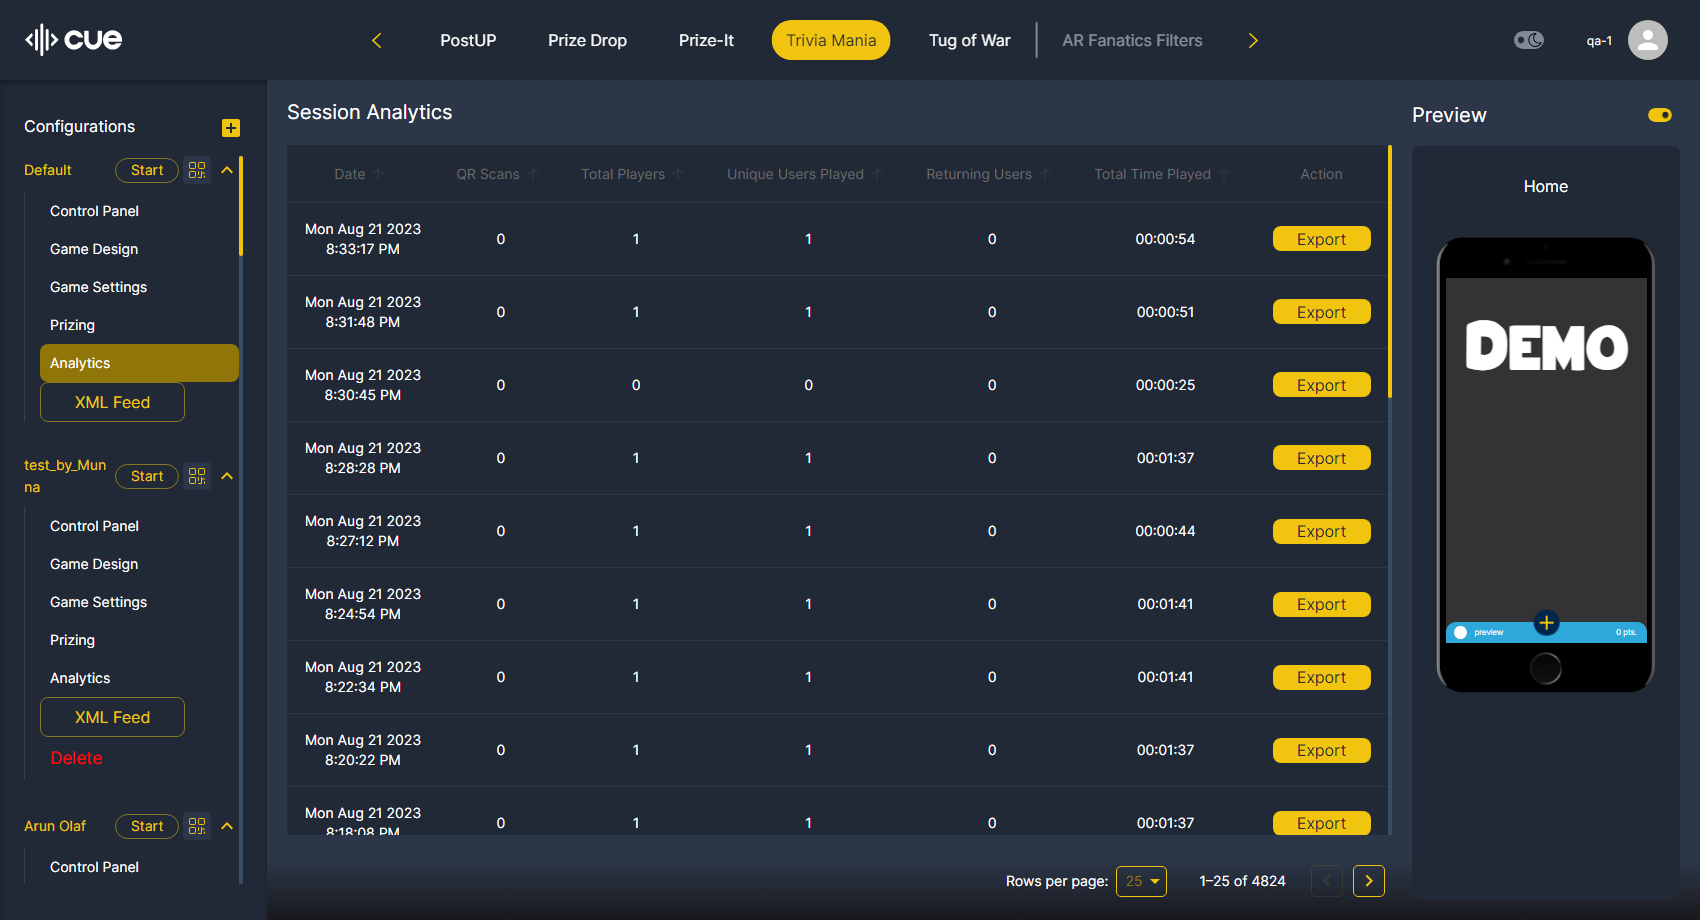 cue
PostUP
Prize Drop
Prize-It
Trivia Mania
Tug of War
AR Fanatics Filters
qa-1
Configurations
Default
Start
Control Panel
Game Design
Game Settings
Prizing
Analytics
XML Feed
test_by_Mun
na
Start
Control Panel
Game Design
Game Settings
Prizing
Analytics
XML Feed
Delete
Arun Olaf
Start
Control Panel
Session Analytics
Date QR Scans Total Players Unique Users Played Returning Users Total Time Played Action
Mon Aug 21 2023
8:33:17 PM
0 1 1 0 00:00:54 Export
Mon Aug 21 2023
8:31:48 PM
0 1 1 0 00:00:51 Export
Mon Aug 21 2023
8:30:45 PM
0 0 0 0 00:00:25 Export
Mon Aug 21 2023
8:28:28 PM
0 1 1 0 00:01:37 Export
Mon Aug 21 2023
8:27:12 PM
0 1 1 0 00:00:44 Export
Mon Aug 21 2023
8:24:54 PM
0 1 1 0 00:01:41 Export
Mon Aug 21 2023
8:22:34 PM
0 1 1 0 00:01:41 Export
Mon Aug 21 2023
8:20:22 PM
0 1 1 0 00:01:37 Export
Mon Aug 21 2023
8:18:08 PM
0 1 1 0 00:01:37 Export
Rows per page: 25 1–25 of 4824
Preview
Home
DEMO
preview 0 pts.